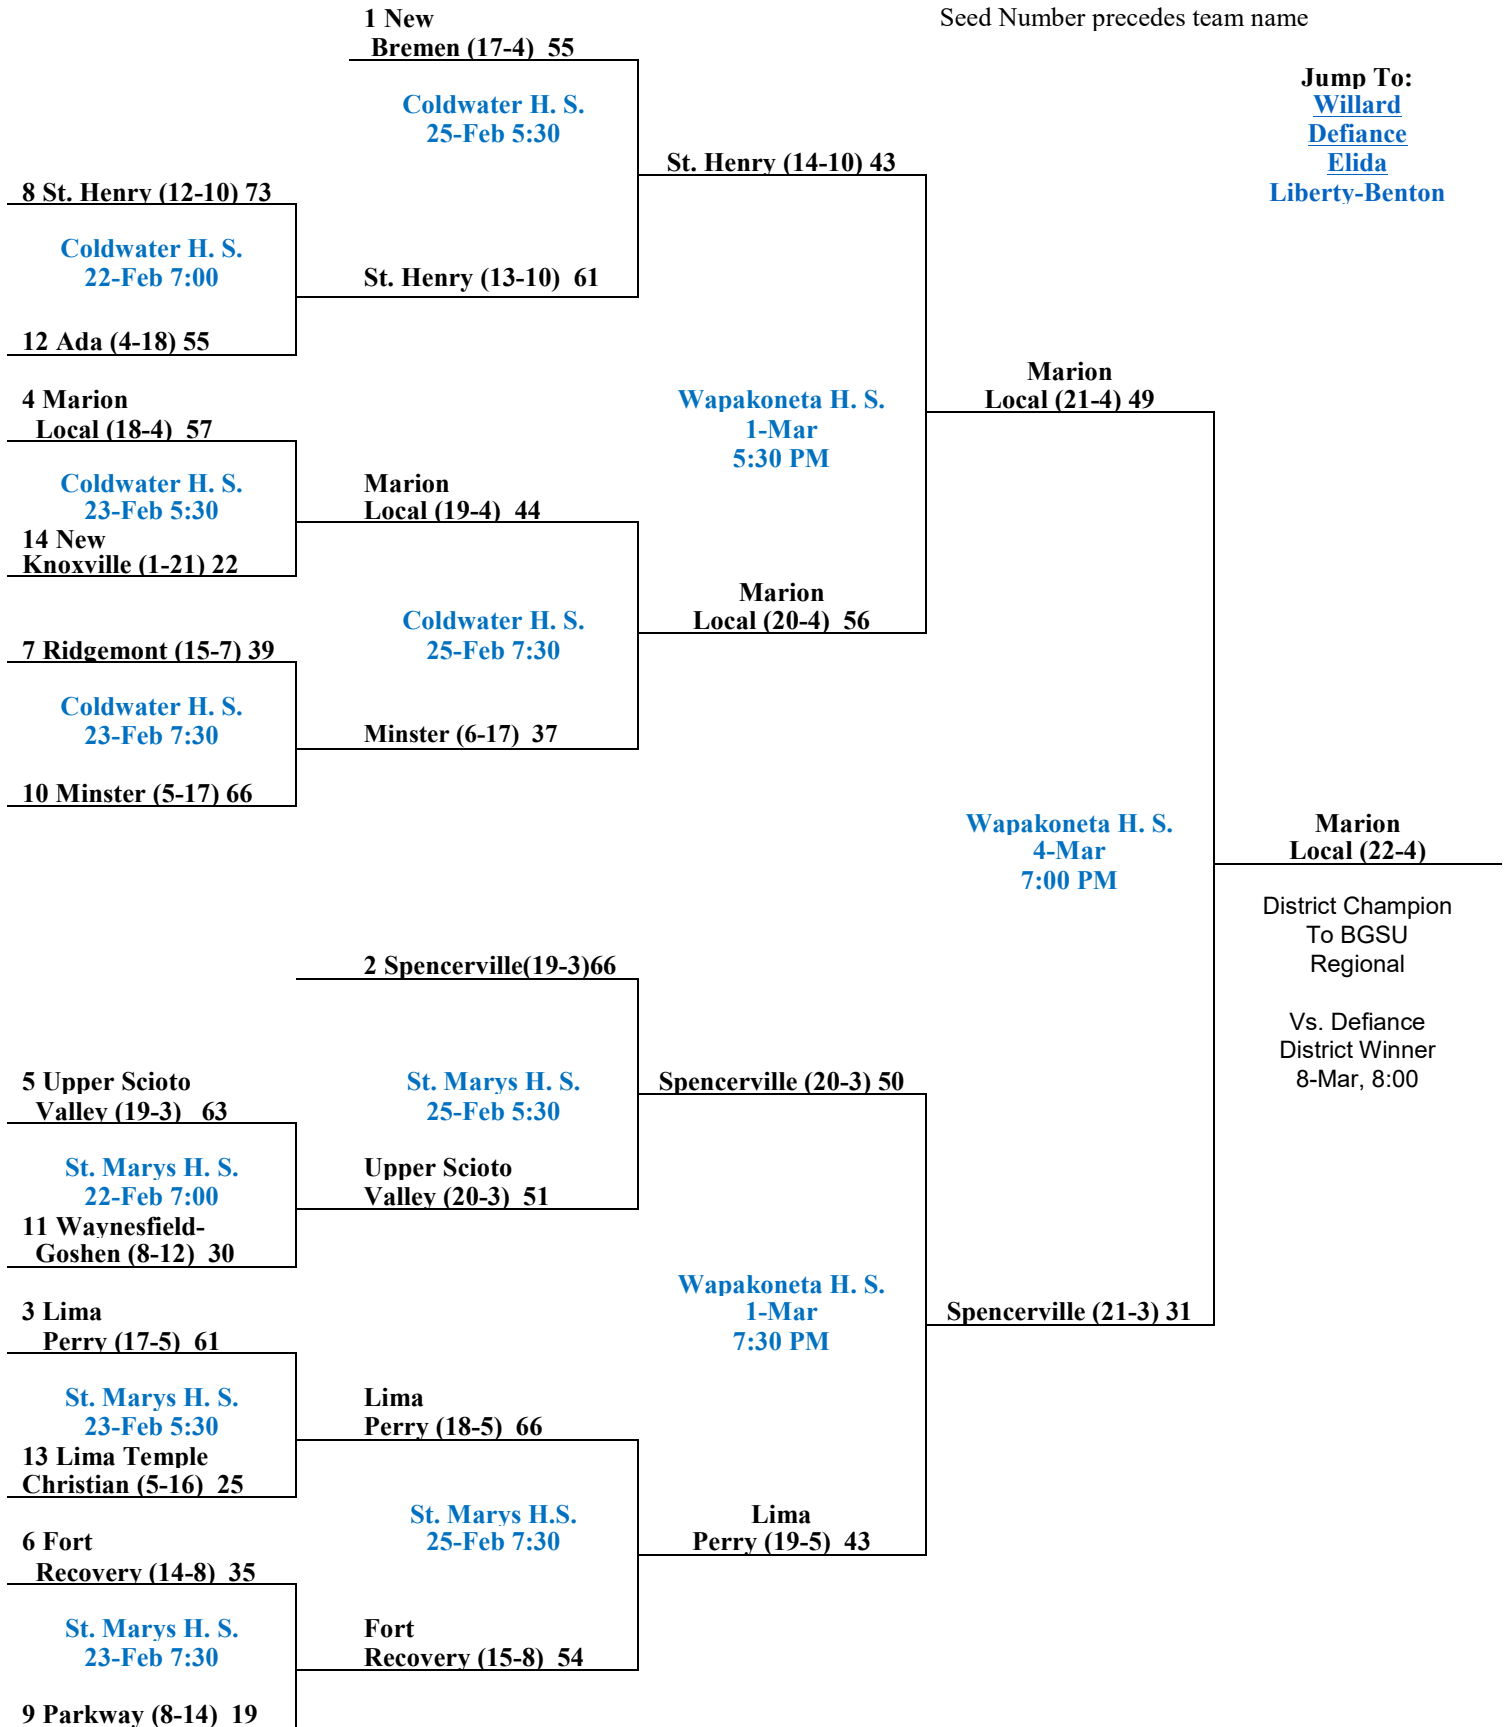 1 New
Bremen (17-4) 55
Seed Number precedes team name
Jump To:
Willard
Defiance
Elida
Liberty-Benton
Coldwater H. S.
25-Feb 5:30
St. Henry (14-10) 43
8 St. Henry (12-10) 73
Coldwater H. S.
22-Feb 7:00
St. Henry (13-10) 61
12 Ada (4-18) 55
Marion
Local (21-4) 49
4 Marion
Local (18-4) 57
Wapakoneta H. S.
1-Mar
5:30 PM
Coldwater H. S.
23-Feb 5:30
Marion
Local (19-4) 44
14 New
Knoxville (1-21) 22
Marion
Local (20-4) 56
Coldwater H. S.
25-Feb 7:30
7 Ridgemont (15-7) 39
Coldwater H. S.
23-Feb 7:30
Minster (6-17) 37
10 Minster (5-17) 66
Wapakoneta H. S.
4-Mar
7:00 PM
Marion
Local (22-4)
District Champion
To BGSU
Regional
Vs. Defiance
District Winner
8-Mar, 8:00
2 Spencerville(19-3)66
5 Upper Scioto
Valley (19-3) 63
St. Marys H. S.
25-Feb 5:30
Spencerville (20-3) 50
St. Marys H. S.
22-Feb 7:00
Upper Scioto
Valley (20-3) 51
11 Waynesfield-
Goshen (8-12) 30
Wapakoneta H. S.
1-Mar
7:30 PM
Spencerville (21-3) 31
3 Lima
Perry (17-5) 61
St. Marys H. S.
23-Feb 5:30
Lima
Perry (18-5) 66
13 Lima Temple
Christian (5-16) 25
St. Marys H.S.
25-Feb 7:30
Lima
Perry (19-5) 43
6 Fort
Recovery (14-8) 35
St. Marys H. S.
23-Feb 7:30
Fort
Recovery (15-8) 54
9 Parkway (8-14) 19